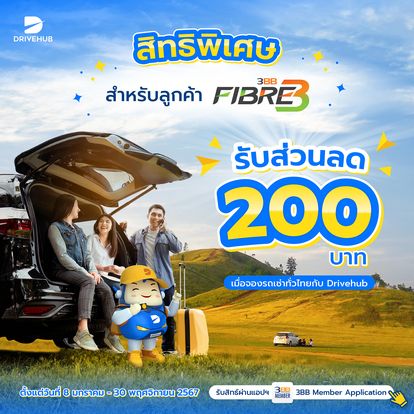 DRIVEHUB
สิทธิพิเศษ
สำหรับลูกค้า 3BB FIBRE3
รับส่วนลด
200
บาท
เมื่อจองรถเช่าทั่วไทยกับ Drivehub
ตั้งแต่วันที่ 8 มกราคม - 30 พฤศจิกายน 2567
รับสิทธิ์ผ่านแอปฯ 3BB MEMBER 3BB Member Application